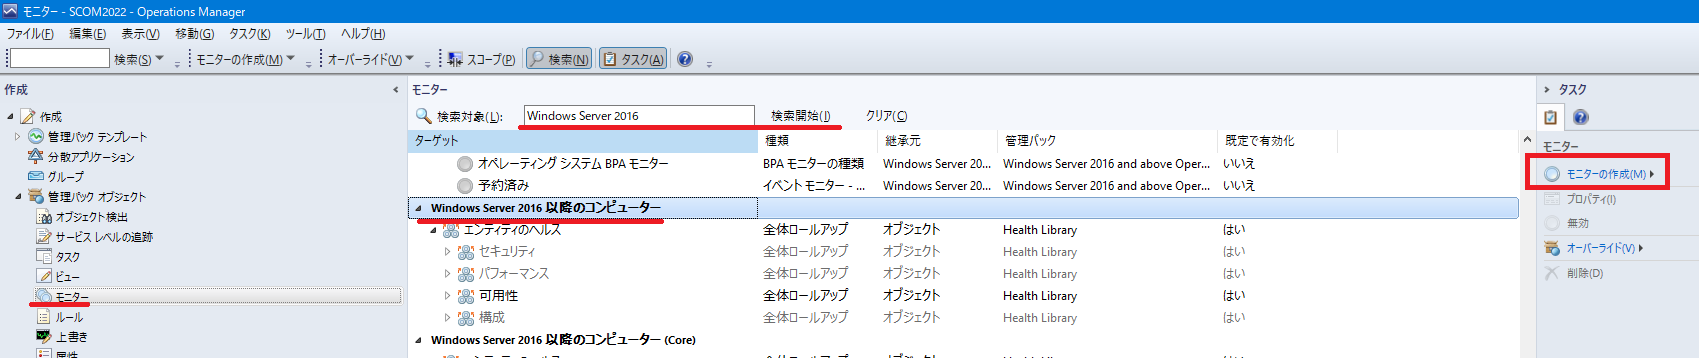 モニター - SCOM2022 - Operations Manager
ファイル(F) 編集(E) 表示(V) 移動(G) タスク(K) ツール(T) ヘルプ(H)
検索(S) モニターの作成(M) オーバーライド(V) スコープ(P) 検索(N) タスク(A)
作成
作成
管理パック テンプレート
分散アプリケーション
グループ
管理パック オブジェクト
オブジェクト検出
サービス レベルの追跡
タスク
ビュー
モニター
ルール
上書き
属性
モニター
検索対象(L): Windows Server 2016 検索開始(I) クリア(C)
ターゲット 種類 継承元 管理パック 既定で有効化
オペレーティング システム BPA モニター BPA モニターの種類 Windows Server 20... Windows Server 2016 and above Oper... いいえ
予約済み イベント モニター - ... Windows Server 20... Windows Server 2016 and above Oper... いいえ
Windows Server 2016 以降のコンピューター
エンティティのヘルス 全体ロールアップ オブジェクト Health Library はい
セキュリティ 全体ロールアップ オブジェクト Health Library はい
パフォーマンス 全体ロールアップ オブジェクト Health Library はい
可用性 全体ロールアップ オブジェクト Health Library はい
構成 全体ロールアップ オブジェクト Health Library はい
Windows Server 2016 以降のコンピューター (Core)
タスク
モニター
モニターの作成(M)
プロパティ(I)
無効
オーバーライド(V)
削除(D)